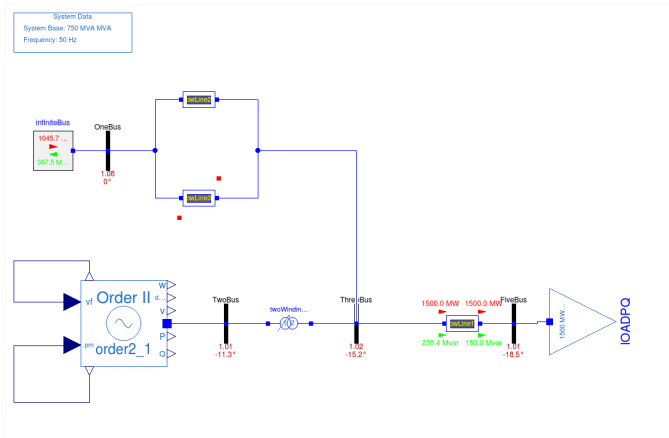 System Data
System Base: 750 MVA MVA
Frequency: 50 Hz
pwLine2
infiniteBus
OneBus
1045.7 ...
367.5 M...
1.08
0°
pwLine3
Order II
order2_1
vf
pm
w
d...
v
P
Q
TwoBus
1.01
-11.3°
twoWindin...
ThreeBus
1.02
-15.2°
1500.0 MW
1500.0 MW
pwLine1
238.4 Mvar
150.0 Mvar
FiveBus
1.01
-18.5°
1500 MW...
lOADPQ